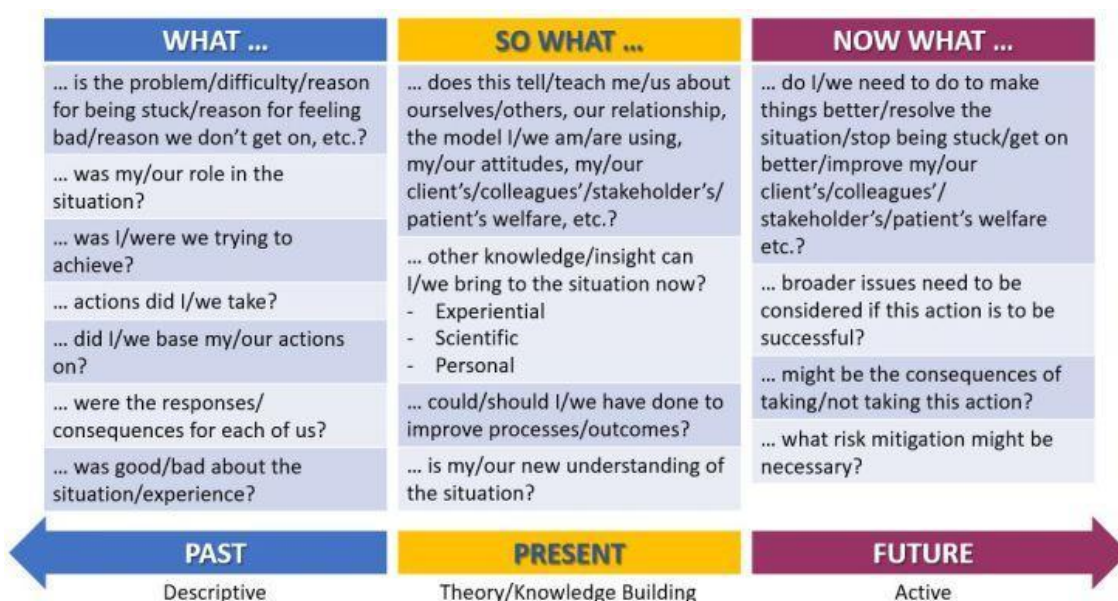 WHAT ...
... is the problem/difficulty/reason
for being stuck/reason for feeling
bad/reason we don't get on, etc.?
... was my/our role in the
situation?
... was I/were we trying to
achieve?
... actions did I/we take?
... did I/we base my/our actions
on?
... were the responses/
consequences for each of us?
... was good/bad about the
situation/experience?
SO WHAT ...
... does this tell/teach me/us about
ourselves/others, our relationship,
the model I/we am/are using,
my/our attitudes, my/our
client's/colleagues'/stakeholder's/
patient's welfare, etc.?
... other knowledge/insight can
I/we bring to the situation now?
- Experiential
- Scientific
- Personal
... could/should I/we have done to
improve processes/outcomes?
... is my/our new understanding of
the situation?
NOW WHAT ...
... do I/we need to do to make
things better/resolve the
situation/stop being stuck/get on
better/improve my/our
client's/colleagues'/
stakeholder's/patient's welfare
etc.?
... broader issues need to be
considered if this action is to be
successful?
... might be the consequences of
taking/not taking this action?
... what risk mitigation might be
necessary?
PAST
Descriptive
PRESENT
Theory/Knowledge Building
FUTURE
Active